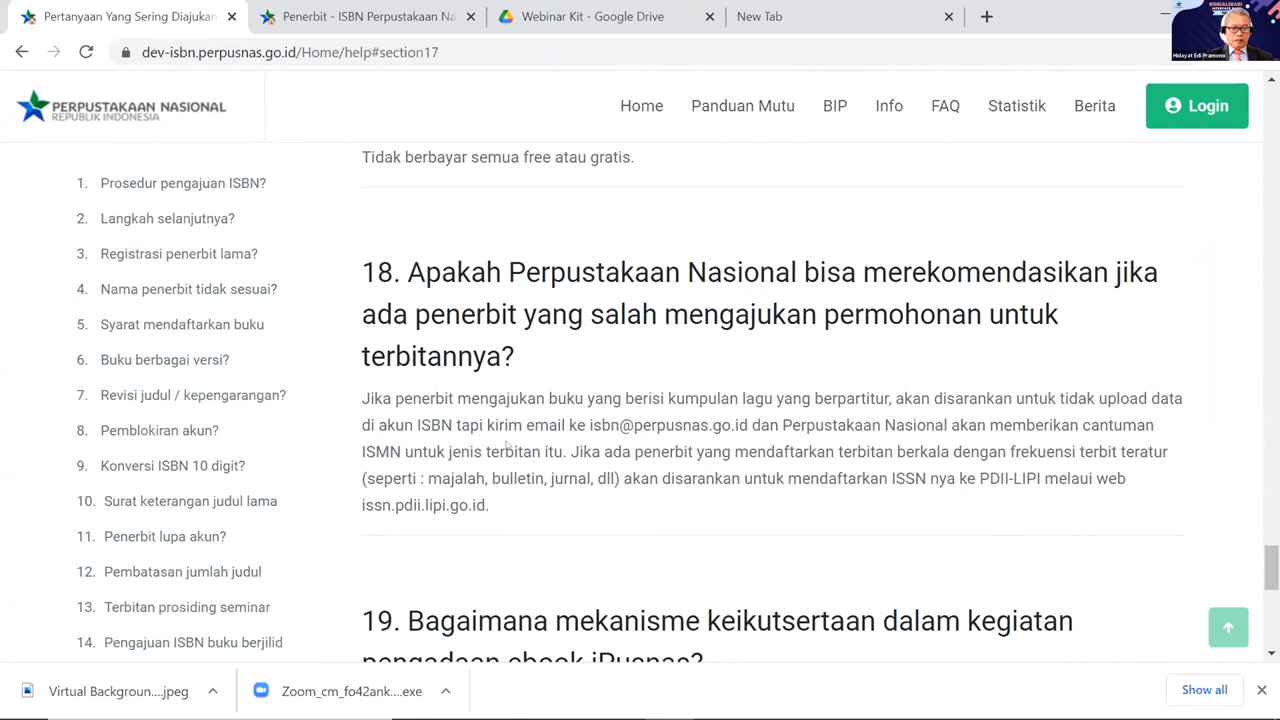 Pertanyaan Yang Sering Diajukan
Penerbit - ISBN Perpustakaan Na
Webinar Kit - Google Drive
New Tab
dev-isbn.perpusnas.go.id/Home/help#section17
SOSIALISASI
Hidayat Edi Pramono
PERPUSTAKAAN NASIONAL
REPUBLIK INDONESIA
Home
Panduan Mutu
BIP
Info
FAQ
Statistik
Berita
Login
1. Prosedur pengajuan ISBN?
2. Langkah selanjutnya?
3. Registrasi penerbit lama?
4. Nama penerbit tidak sesuai?
5. Syarat mendaftarkan buku
6. Buku berbagai versi?
7. Revisi judul / kepengarangan?
8. Pemblokiran akun?
9. Konversi ISBN 10 digit?
10. Surat keterangan judul lama
11. Penerbit lupa akun?
12. Pembatasan jumlah judul
13. Terbitan prosiding seminar
14. Pengajuan ISBN buku berjilid
Tidak berbayar semua free atau gratis.
18. Apakah Perpustakaan Nasional bisa merekomendasikan jika
ada penerbit yang salah mengajukan permohonan untuk
terbitannya?
Jika penerbit mengajukan buku yang berisi kumpulan lagu yang berpartitur, akan disarankan untuk tidak upload data
di akun ISBN tapi kirim email ke isbn@perpusnas.go.id dan Perpustakaan Nasional akan memberikan cantuman
ISMN untuk jenis terbitan itu. Jika ada penerbit yang mendaftarkan terbitan berkala dengan frekuensi terbit teratur
(seperti : majalah, bulletin, jurnal, dll) akan disarankan untuk mendaftarkan ISSN nya ke PDII-LIPI melaui web
issn.pdii.lipi.go.id.
19. Bagaimana mekanisme keikutsertaan dalam kegiatan
pengadaan ebook iPusnas?
Virtual Backgroun....jpeg
Zoom_cm_fo42ank....exe
Show all